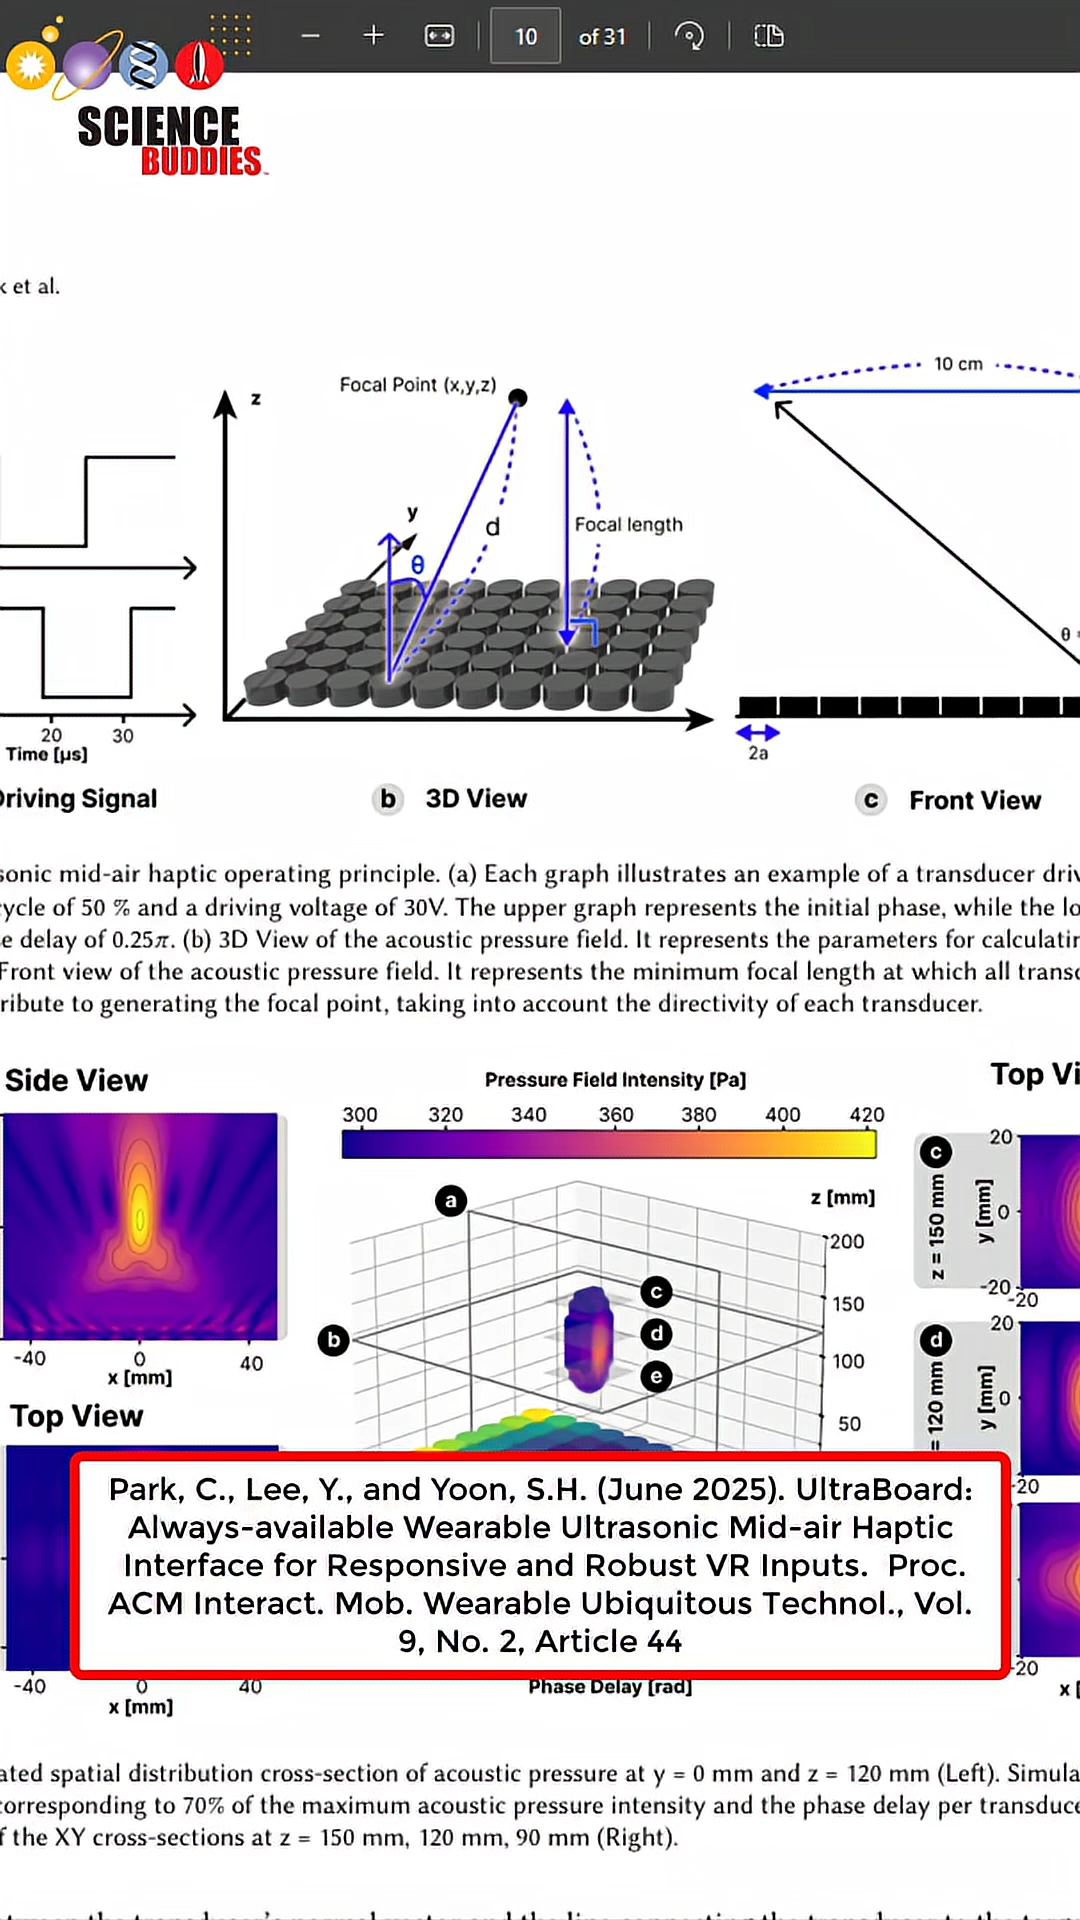 10 of 31
SCIENCE
BUDDIES
et al.
z
Focal Point (x,y,z)
10 cm
y
d
Focal length
θ
θ
20
30
Time [µs]
2a
Driving Signal
b 3D View
c Front View
sonic mid-air haptic operating principle. (a) Each graph illustrates an example of a transducer
cycle of 50 % and a driving voltage of 30V. The upper graph represents the initial phase, while the
delay of 0.25π. (b) 3D View of the acoustic pressure field. It represents the parameters for
Front view of the acoustic pressure field. It represents the minimum focal length at which all
to generating the focal point, taking into account the directivity of each transducer.
Side View
-40
0
40
x [mm]
Top View
-40
0
40
x [mm]
Pressure Field Intensity [Pa]
300 320 340 360 380 400 420
a
z [mm]
200
b
c
150
d
100
e
50
Phase Delay [rad]
Top
c
z = 150 mm
y [mm]
20
0
-20
-20
d
= 120 mm
y [mm]
20
0
-20
-20
x
Park, C., Lee, Y., and Yoon, S.H. (June 2025). UltraBoard:
Always-available Wearable Ultrasonic Mid-air Haptic
Interface for Responsive and Robust VR Inputs. Proc.
ACM Interact. Mob. Wearable Ubiquitous Technol., Vol.
9, No. 2, Article 44
spatial distribution cross-section of acoustic pressure at y = 0 mm and z = 120 mm (Left).
corresponding to 70% of the maximum acoustic pressure intensity and the phase delay per
the XY cross-sections at z = 150 mm, 120 mm, 90 mm (Right).